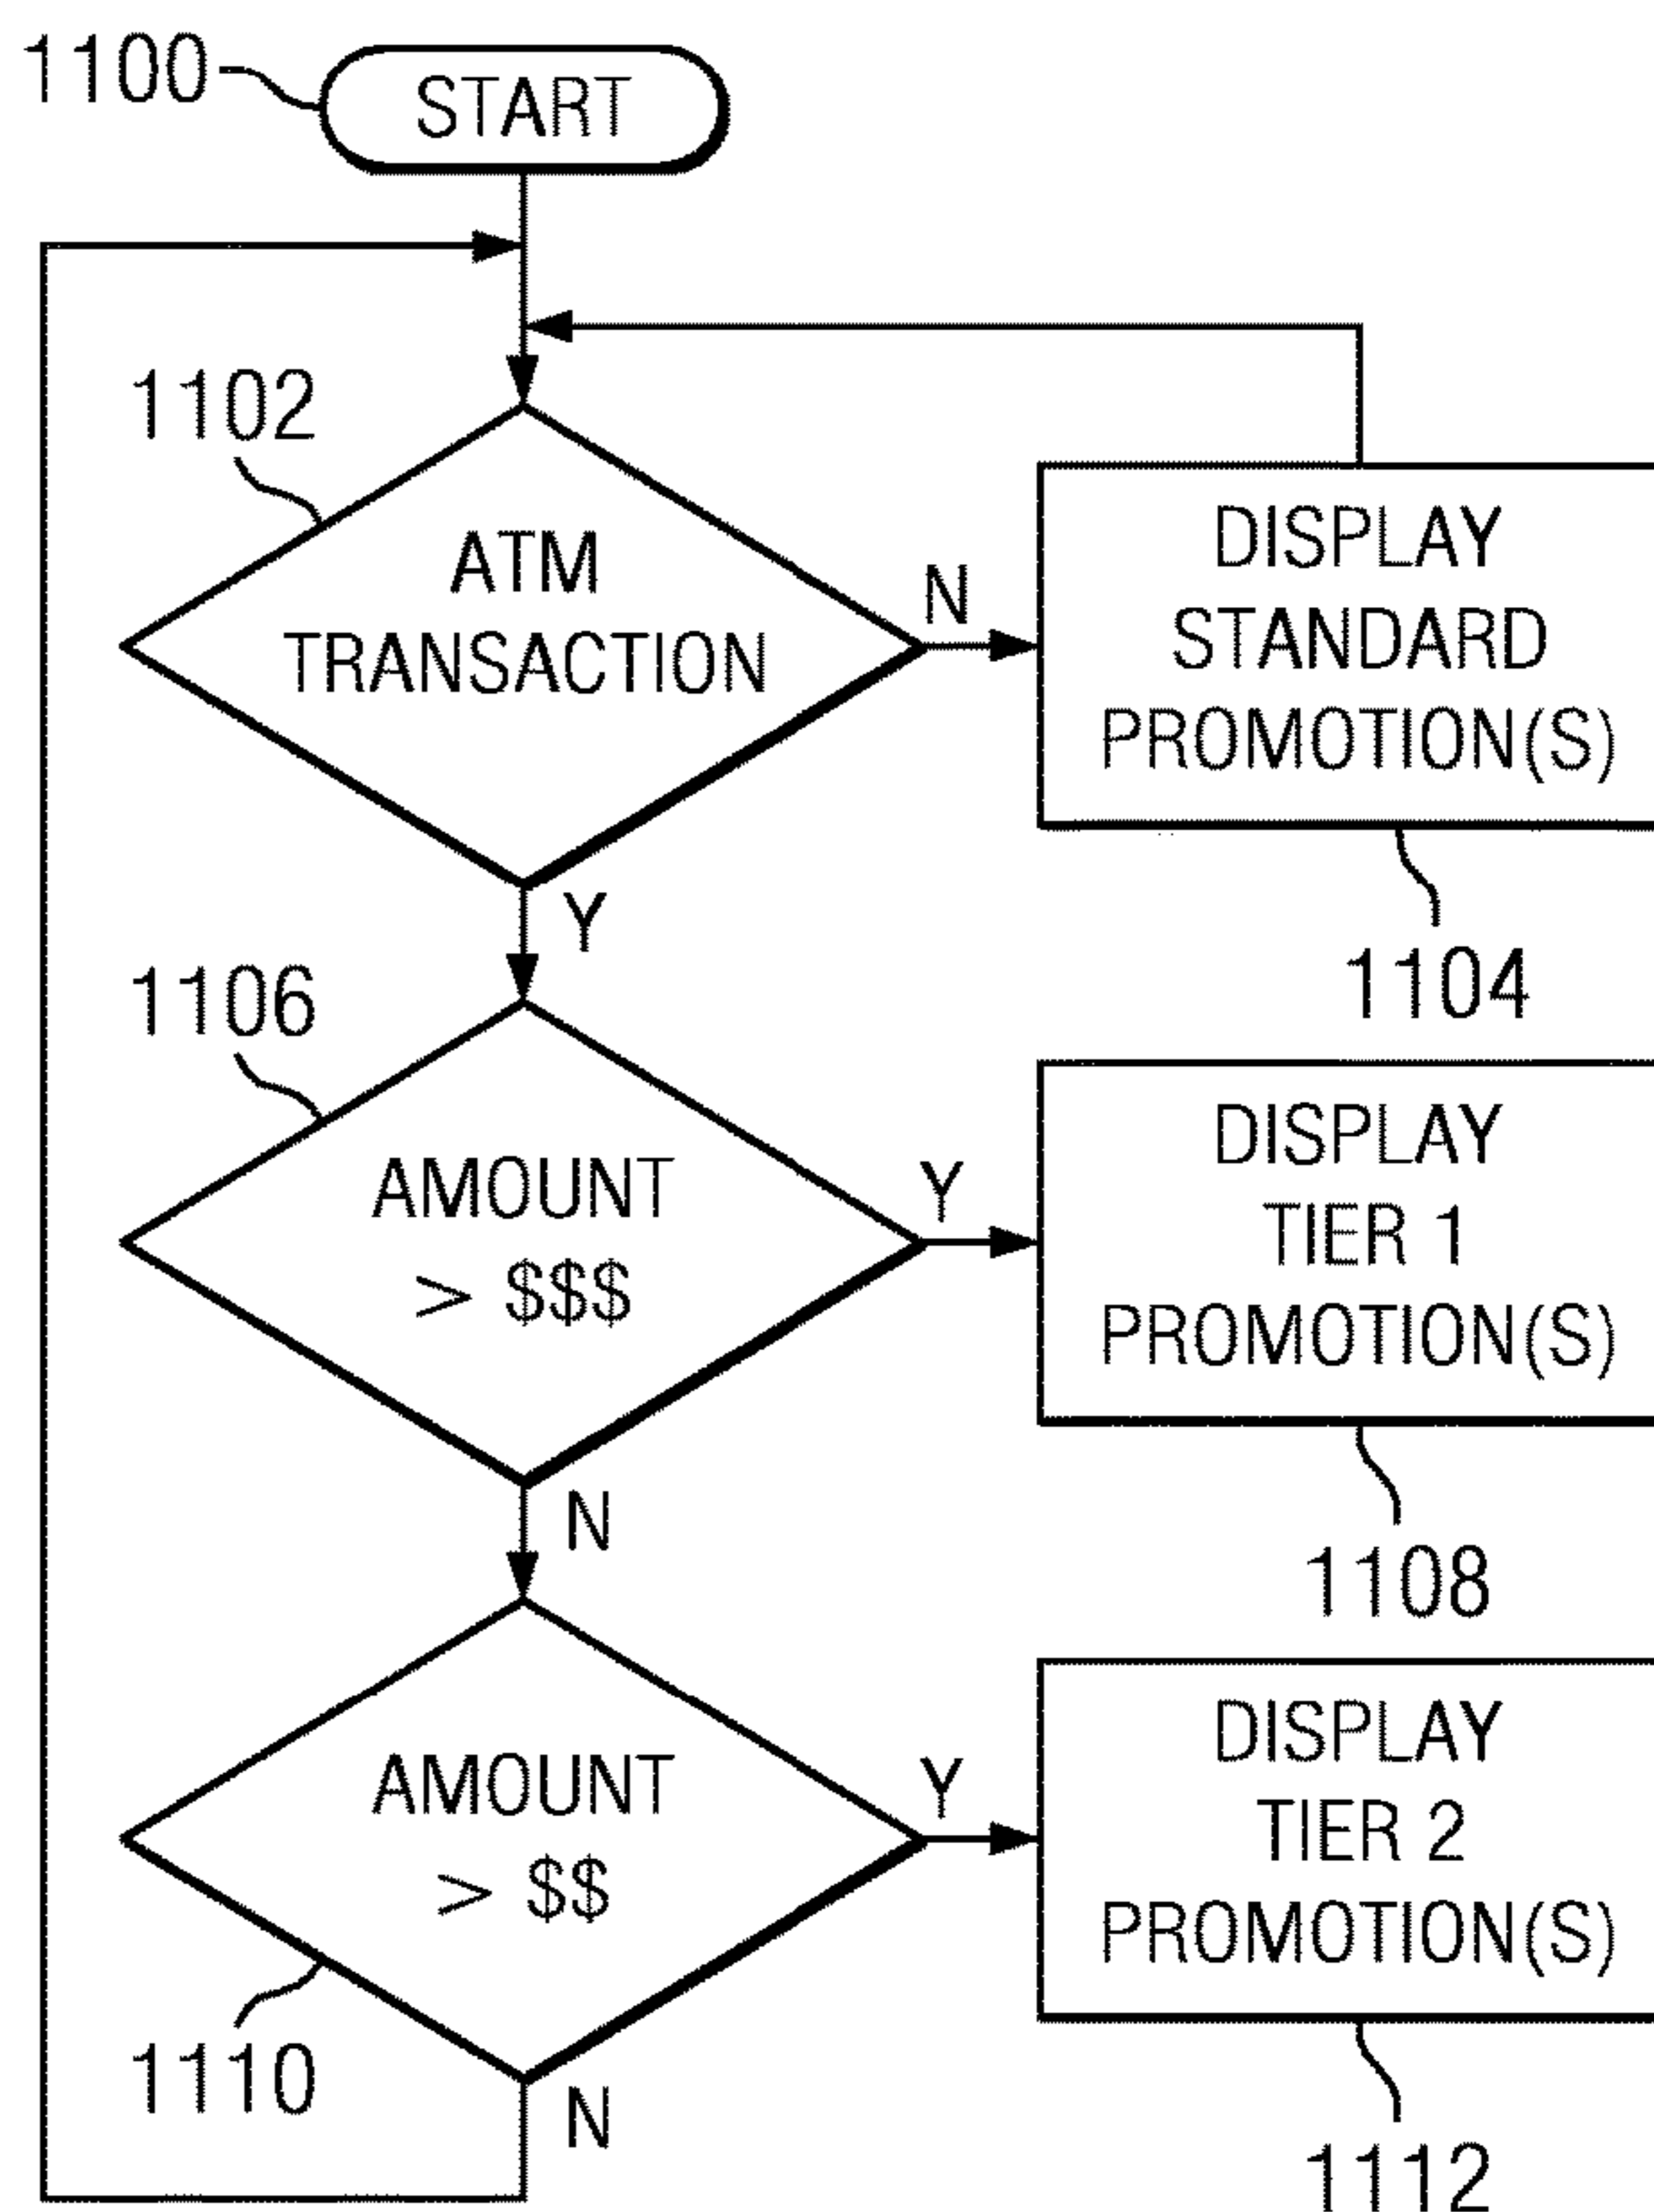 1100
START
1102
ATM
TRANSACTION
N
DISPLAY
STANDARD
PROMOTION(S)
1104
Y
1106
AMOUNT
> $$$
Y
DISPLAY
TIER 1
PROMOTION(S)
1108
N
AMOUNT
> $$
Y
DISPLAY
TIER 2
PROMOTION(S)
1110
N
1112